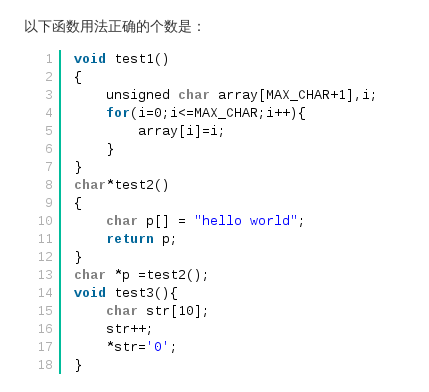 以下函数用法正确的个数是：
1 void test1()
2 {
3     unsigned char array[MAX_CHAR+1],i;
4     for(i=0;i<=MAX_CHAR;i++){
5         array[i]=i;
6     }
7 }
8 char*test2()
9 {
10     char p[] = "hello world";
11     return p;
12 }
13 char *p =test2();
14 void test3(){
15     char str[10];
16     str++;
17     *str='0';
18 }